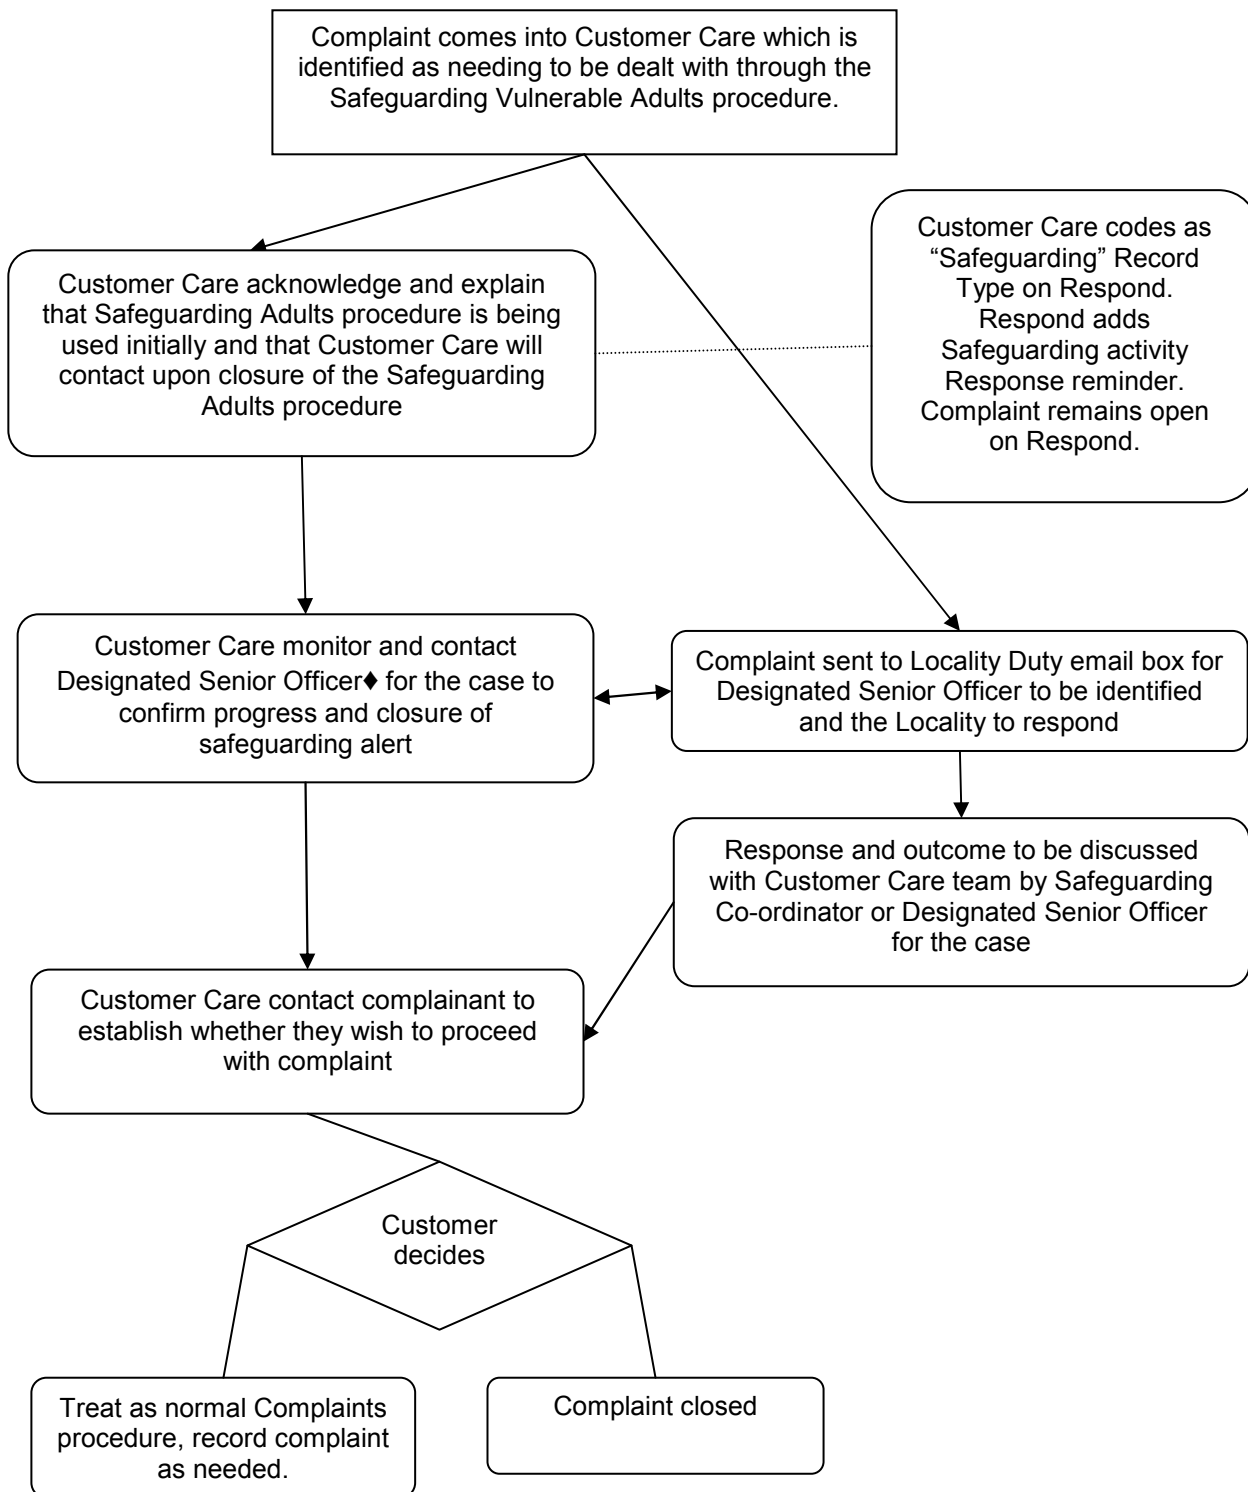 Complaint comes into Customer Care which is
identified as needing to be dealt with through the
Safeguarding Vulnerable Adults procedure.
Customer Care acknowledge and explain
that Safeguarding Adults procedure is being
used initially and that Customer Care will
contact upon closure of the Safeguarding
Adults procedure
Customer Care codes as
“Safeguarding” Record
Type on Respond.
Respond adds
Safeguarding activity
Response reminder.
Complaint remains open
on Respond.
Customer Care monitor and contact
Designated Senior Officer♦ for the case to
confirm progress and closure of
safeguarding alert
Complaint sent to Locality Duty email box for
Designated Senior Officer to be identified
and the Locality to respond
Response and outcome to be discussed
with Customer Care team by Safeguarding
Co-ordinator or Designated Senior Officer
for the case
Customer Care contact complainant to
establish whether they wish to proceed
with complaint
Customer
decides
Treat as normal Complaints
procedure, record complaint
as needed.
Complaint closed